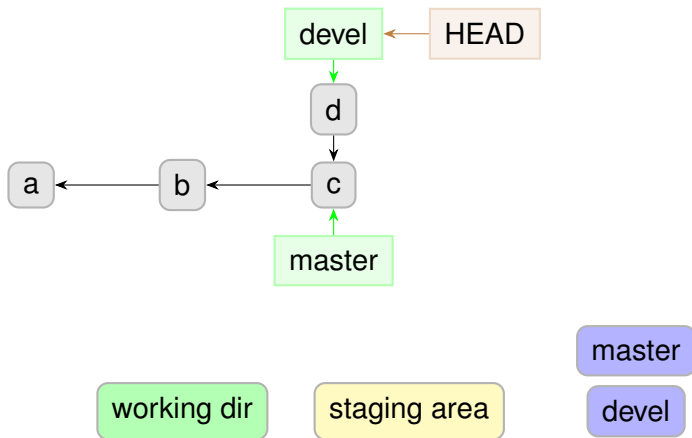 devel HEAD
d
a b c
master
master
working dir staging area devel